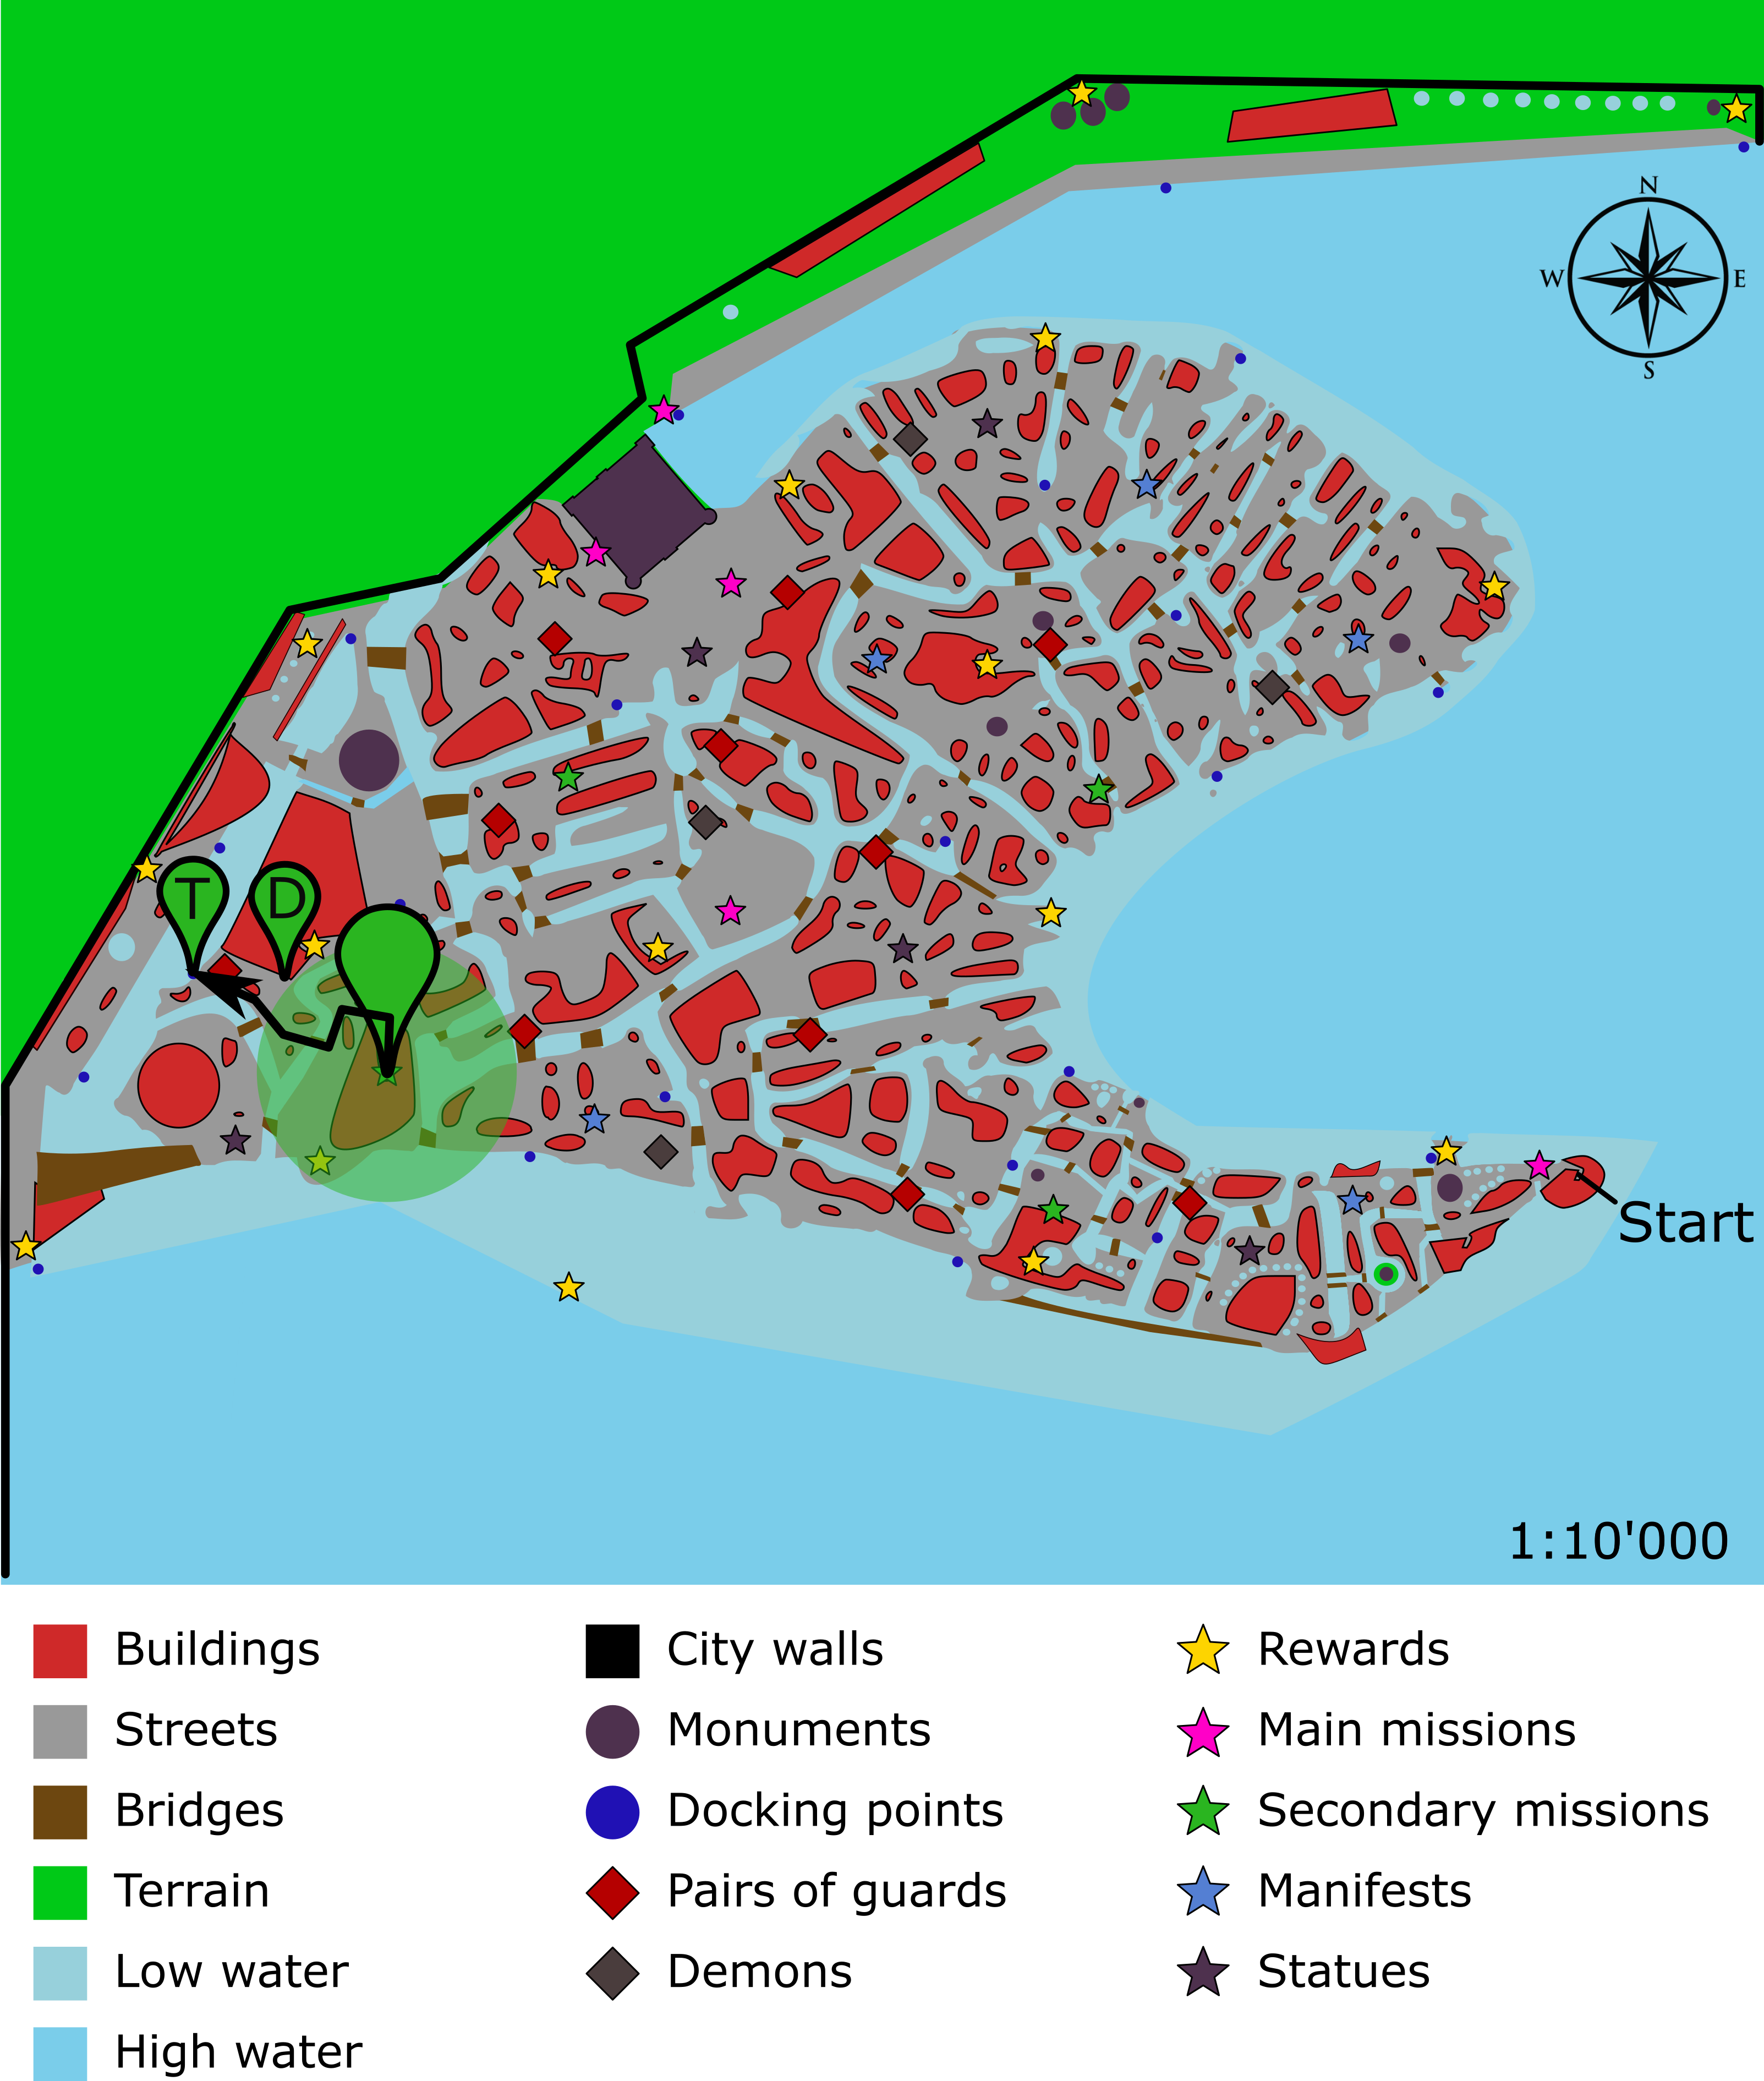 N
W
E
S
T
D
Start
1:10'000
Buildings
City walls
Rewards
Streets
Monuments
Main missions
Bridges
Docking points
Secondary missions
Terrain
Pairs of guards
Manifests
Low water
Demons
Statues
High water